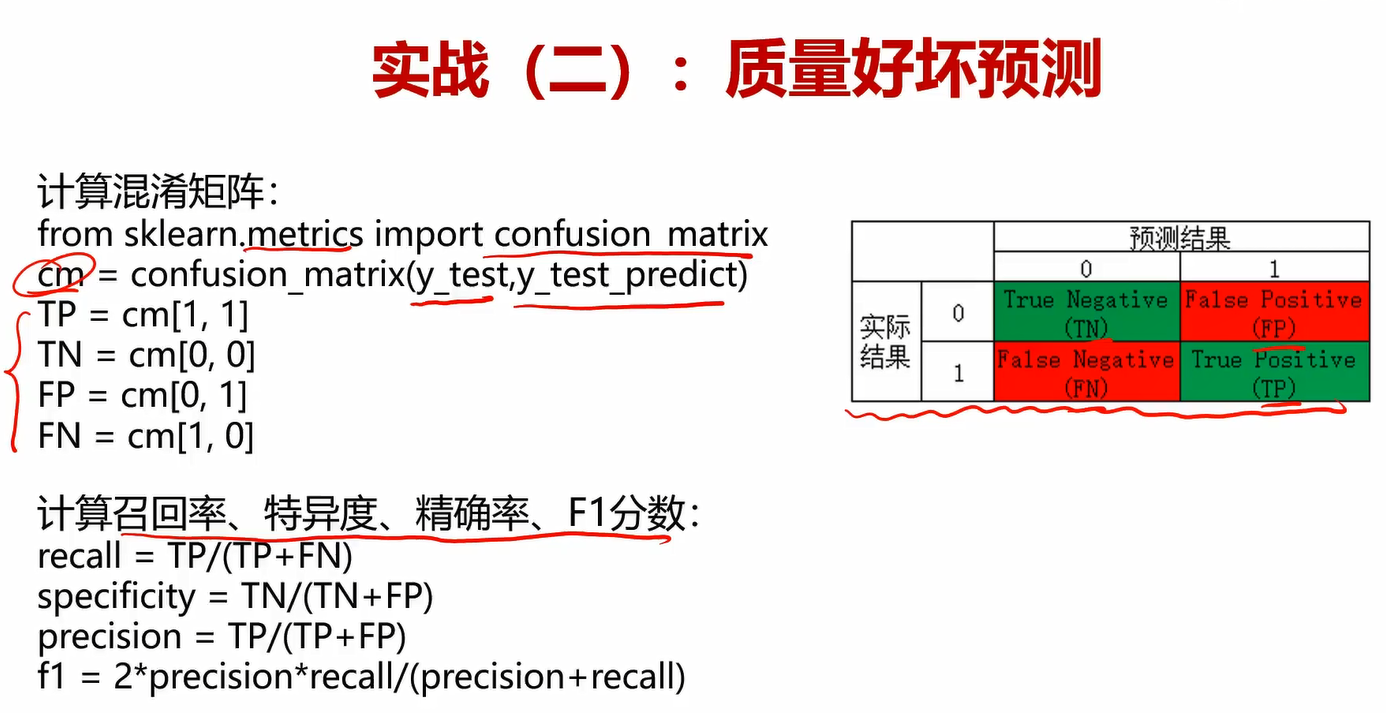 实战（二）：质量好坏预测
计算混淆矩阵：
from sklearn.metrics import confusion_matrix
cm = confusion_matrix(y_test,y_test_predict)
TP = cm[1, 1]
TN = cm[0, 0]
FP = cm[0, 1]
FN = cm[1, 0]
预测结果
0 1
实际结果
0 True Negative (TN) False Positive (FP)
1 False Negative (FN) True Positive (TP)
计算召回率、特异度、精确率、F1分数：
recall = TP/(TP+FN)
specificity = TN/(TN+FP)
precision = TP/(TP+FP)
f1 = 2*precision*recall/(precision+recall)